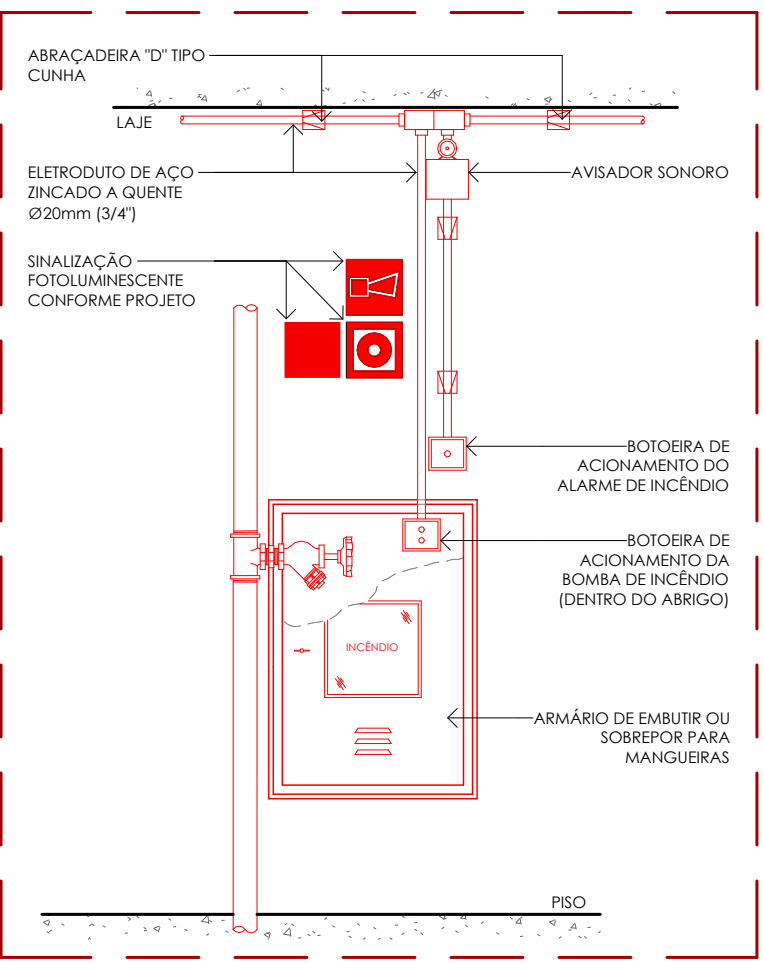 ABRAÇADEIRA "D" TIPO
CUNHA
LAJE
ELETRODUTO DE AÇO
ZINCADO A QUENTE
Ø20mm (3/4")
AVISADOR SONORO
SINALIZAÇÃO
FOTOLUMINESCENTE
CONFORME PROJETO
BOTOEIRA DE
ACIONAMENTO DO
ALARME DE INCÊNDIO
BOTOEIRA DE
ACIONAMENTO DA
BOMBA DE INCÊNDIO
(DENTRO DO ABRIGO)
INCÊNDIO
ARMÁRIO DE EMBUTIR OU
SOBREPOR PARA
MANGUEIRAS
PISO